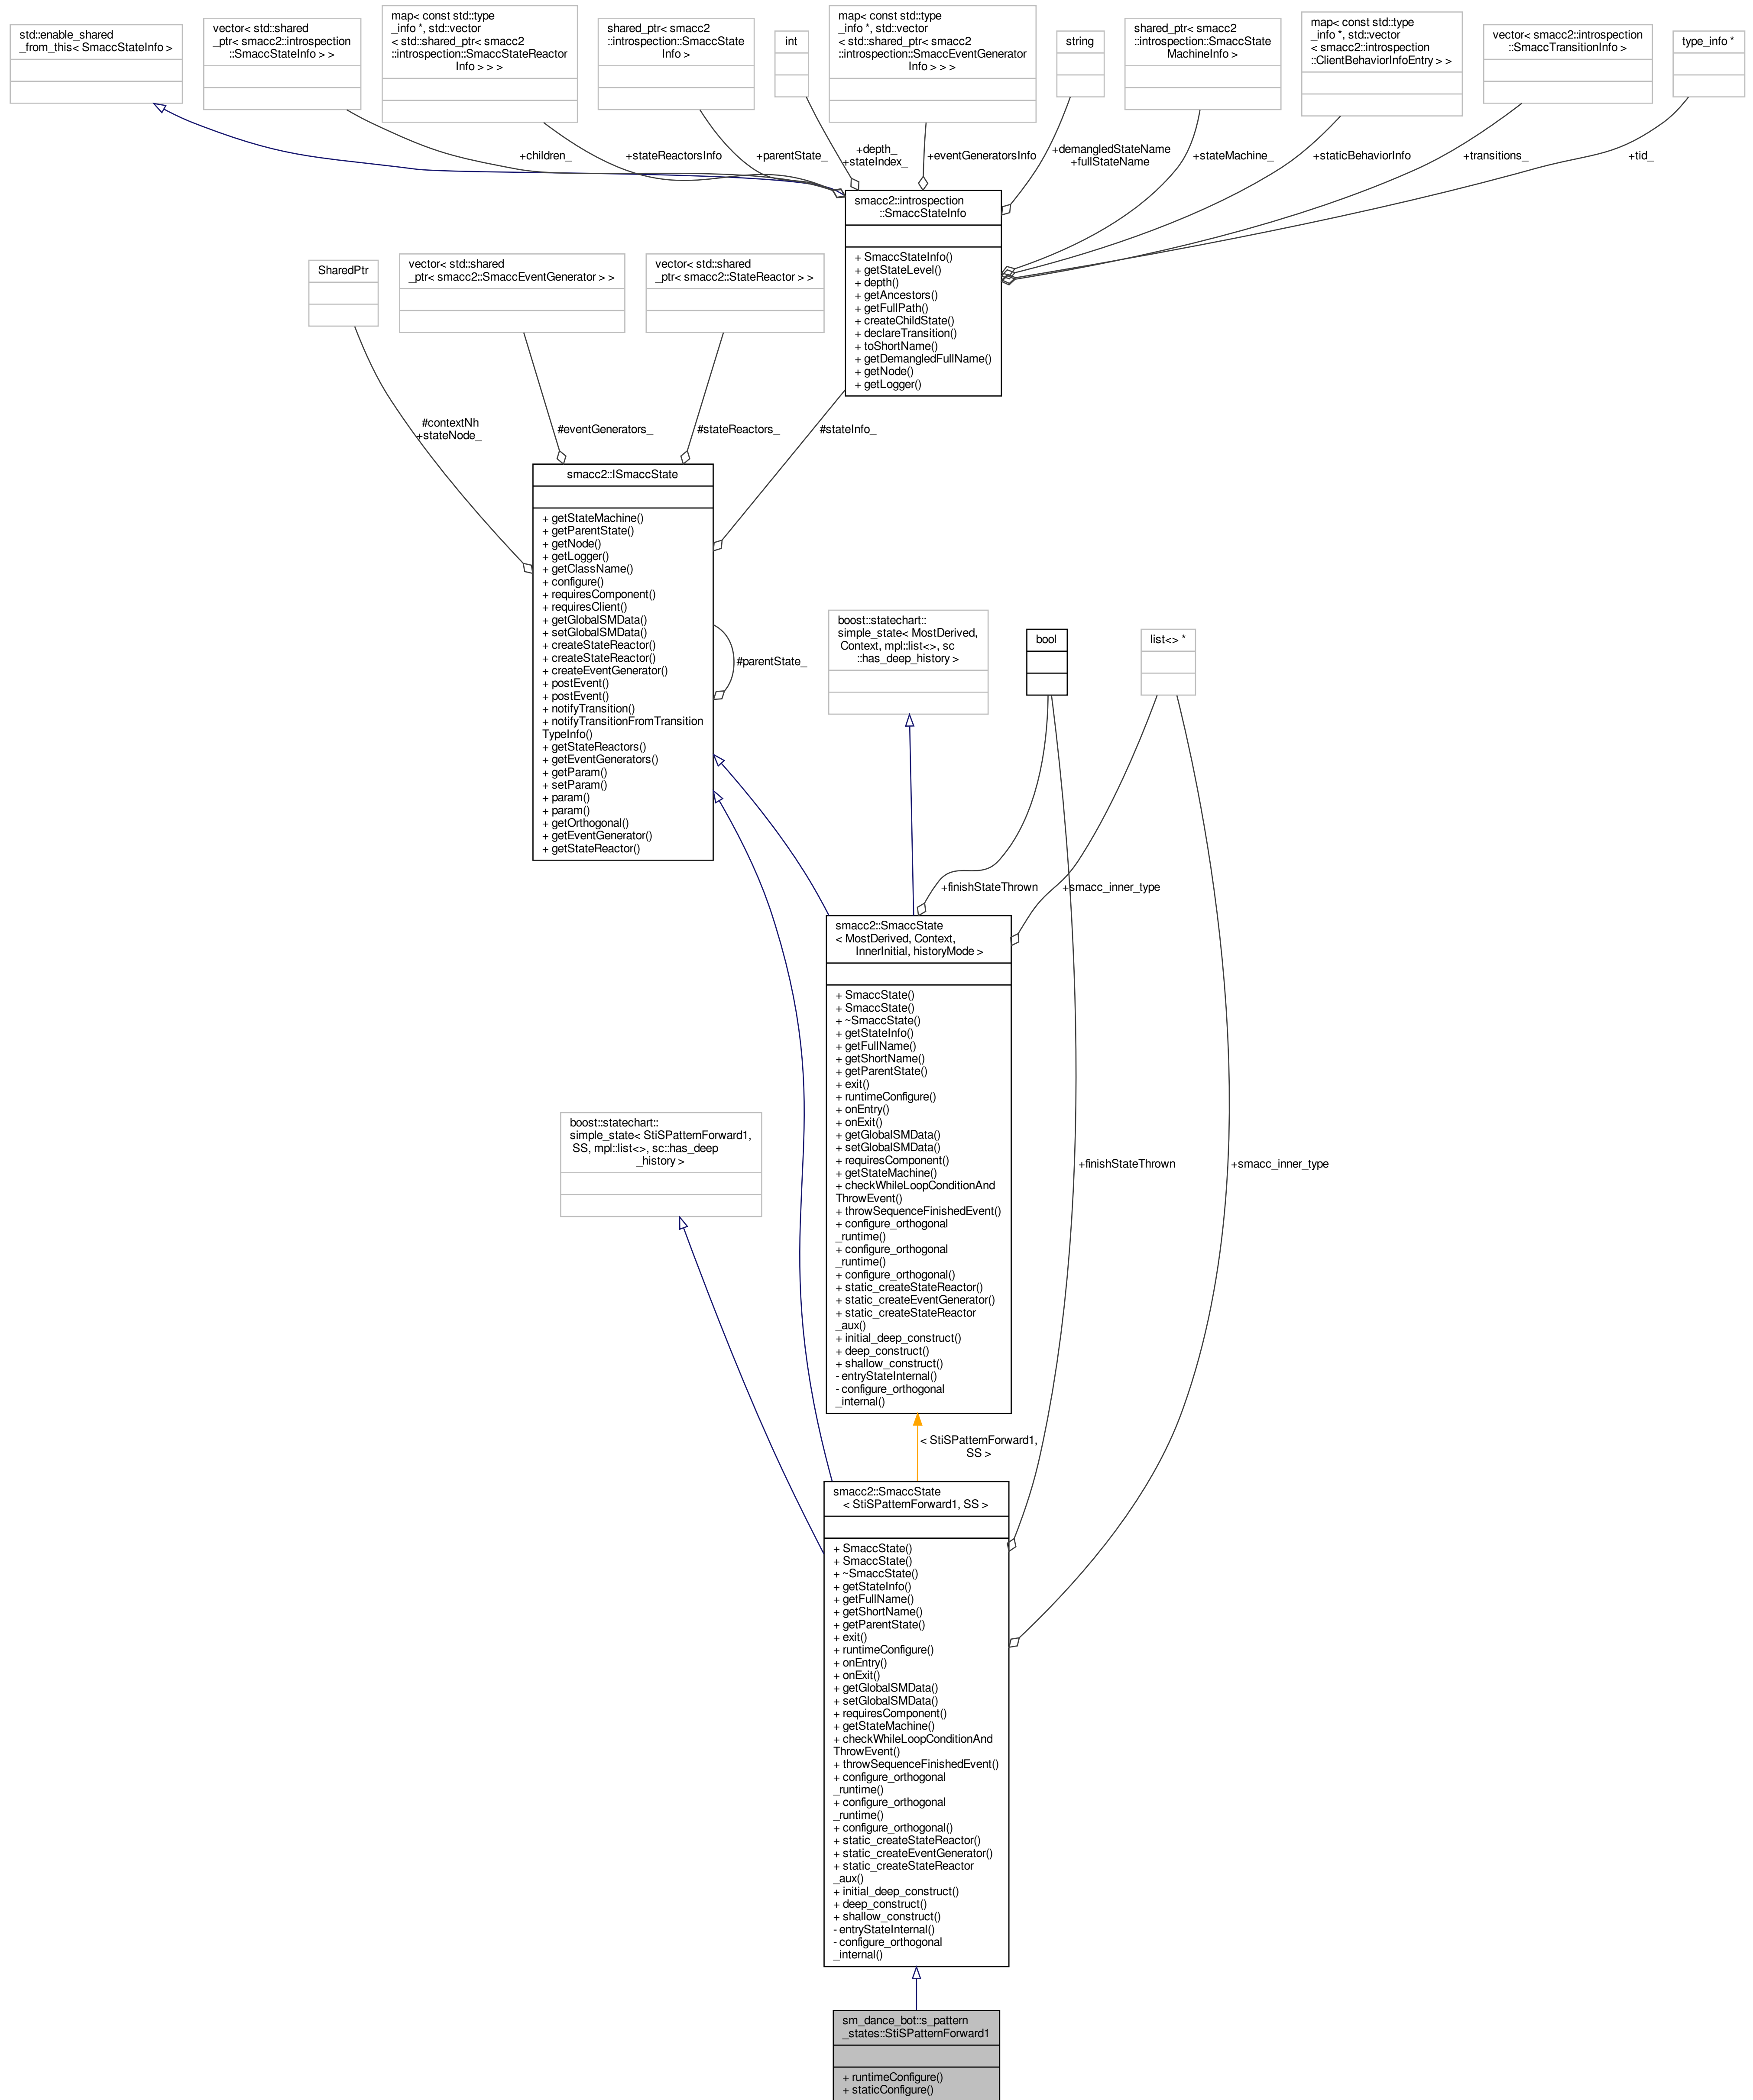 std::enable_shared
_from_this< SmaccStateInfo >
vector< std::shared
_ptr< smacc2::introspection
::SmaccStateInfo > >
map< const std::type
_info *, std::vector
< std::shared_ptr< smacc2
::introspection::SmaccStateReactor
Info > > >
shared_ptr< smacc2
::introspection::SmaccState
Info >
int
map< const std::type
_info *, std::vector
< std::shared_ptr< smacc2
::introspection::SmaccEventGenerator
Info > > >
string
shared_ptr< smacc2
::introspection::SmaccState
MachineInfo >
map< const std::type
_info *, std::vector
< smacc2::introspection
::ClientBehaviorInfoEntry > >
vector< smacc2::introspection
::SmaccTransitionInfo >
type_info *
+children_
+stateReactorsInfo
+parentState_
+depth_
+stateIndex_
+eventGeneratorsInfo
+demangledStateName
+fullStateName
+stateMachine_
+staticBehaviorInfo
+transitions_
+tid_
smacc2::introspection
::SmaccStateInfo
+ SmaccStateInfo()
+ getStateLevel()
+ depth()
+ getAncestors()
+ getFullPath()
+ createChildState()
+ declareTransition()
+ toShortName()
+ getDemangledFullName()
+ getNode()
+ getLogger()
SharedPtr
vector< std::shared
_ptr< smacc2::SmaccEventGenerator > >
vector< std::shared
_ptr< smacc2::StateReactor > >
#contextNh
+stateNode_
#eventGenerators_
#stateReactors_
#stateInfo_
smacc2::ISmaccState
+ getStateMachine()
+ getParentState()
+ getNode()
+ getLogger()
+ getClassName()
+ configure()
+ requiresComponent()
+ requiresClient()
+ getGlobalSMData()
+ setGlobalSMData()
+ createStateReactor()
+ createStateReactor()
+ createEventGenerator()
+ postEvent()
+ postEvent()
+ notifyTransition()
+ notifyTransitionFromTransition
TypeInfo()
+ getStateReactors()
+ getEventGenerators()
+ getParam()
+ setParam()
+ param()
+ param()
+ getOrthogonal()
+ getEventGenerator()
+ getStateReactor()
#parentState_
boost::statechart::
simple_state< MostDerived,
Context, mpl::list<>, sc
::has_deep_history >
bool
list<> *
+finishStateThrown
+smacc_inner_type
smacc2::SmaccState
< MostDerived, Context,
InnerInitial, historyMode >
+ SmaccState()
+ SmaccState()
+ ~SmaccState()
+ getStateInfo()
+ getFullName()
+ getShortName()
+ getParentState()
+ exit()
+ runtimeConfigure()
+ onEntry()
+ onExit()
+ getGlobalSMData()
+ setGlobalSMData()
+ requiresComponent()
+ getStateMachine()
+ checkWhileLoopConditionAnd
ThrowEvent()
+ throwSequenceFinishedEvent()
+ configure_orthogonal
_runtime()
+ configure_orthogonal
_runtime()
+ configure_orthogonal()
+ static_createStateReactor()
+ static_createEventGenerator()
+ static_createStateReactor
_aux()
+ initial_deep_construct()
+ deep_construct()
+ shallow_construct()
- entryStateInternal()
- configure_orthogonal
_internal()
boost::statechart::
simple_state< StiSPatternForward1,
SS, mpl::list<>, sc::has_deep
_history >
+finishStateThrown
+smacc_inner_type
< StiSPatternForward1,
SS >
smacc2::SmaccState
< StiSPatternForward1, SS >
+ SmaccState()
+ SmaccState()
+ ~SmaccState()
+ getStateInfo()
+ getFullName()
+ getShortName()
+ getParentState()
+ exit()
+ runtimeConfigure()
+ onEntry()
+ onExit()
+ getGlobalSMData()
+ setGlobalSMData()
+ requiresComponent()
+ getStateMachine()
+ checkWhileLoopConditionAnd
ThrowEvent()
+ throwSequenceFinishedEvent()
+ configure_orthogonal
_runtime()
+ configure_orthogonal
_runtime()
+ configure_orthogonal()
+ static_createStateReactor()
+ static_createEventGenerator()
+ static_createStateReactor
_aux()
+ initial_deep_construct()
+ deep_construct()
+ shallow_construct()
- entryStateInternal()
- configure_orthogonal
_internal()
sm_dance_bot::s_pattern
_states::StiSPatternForward1
+ runtimeConfigure()
+ staticConfigure()